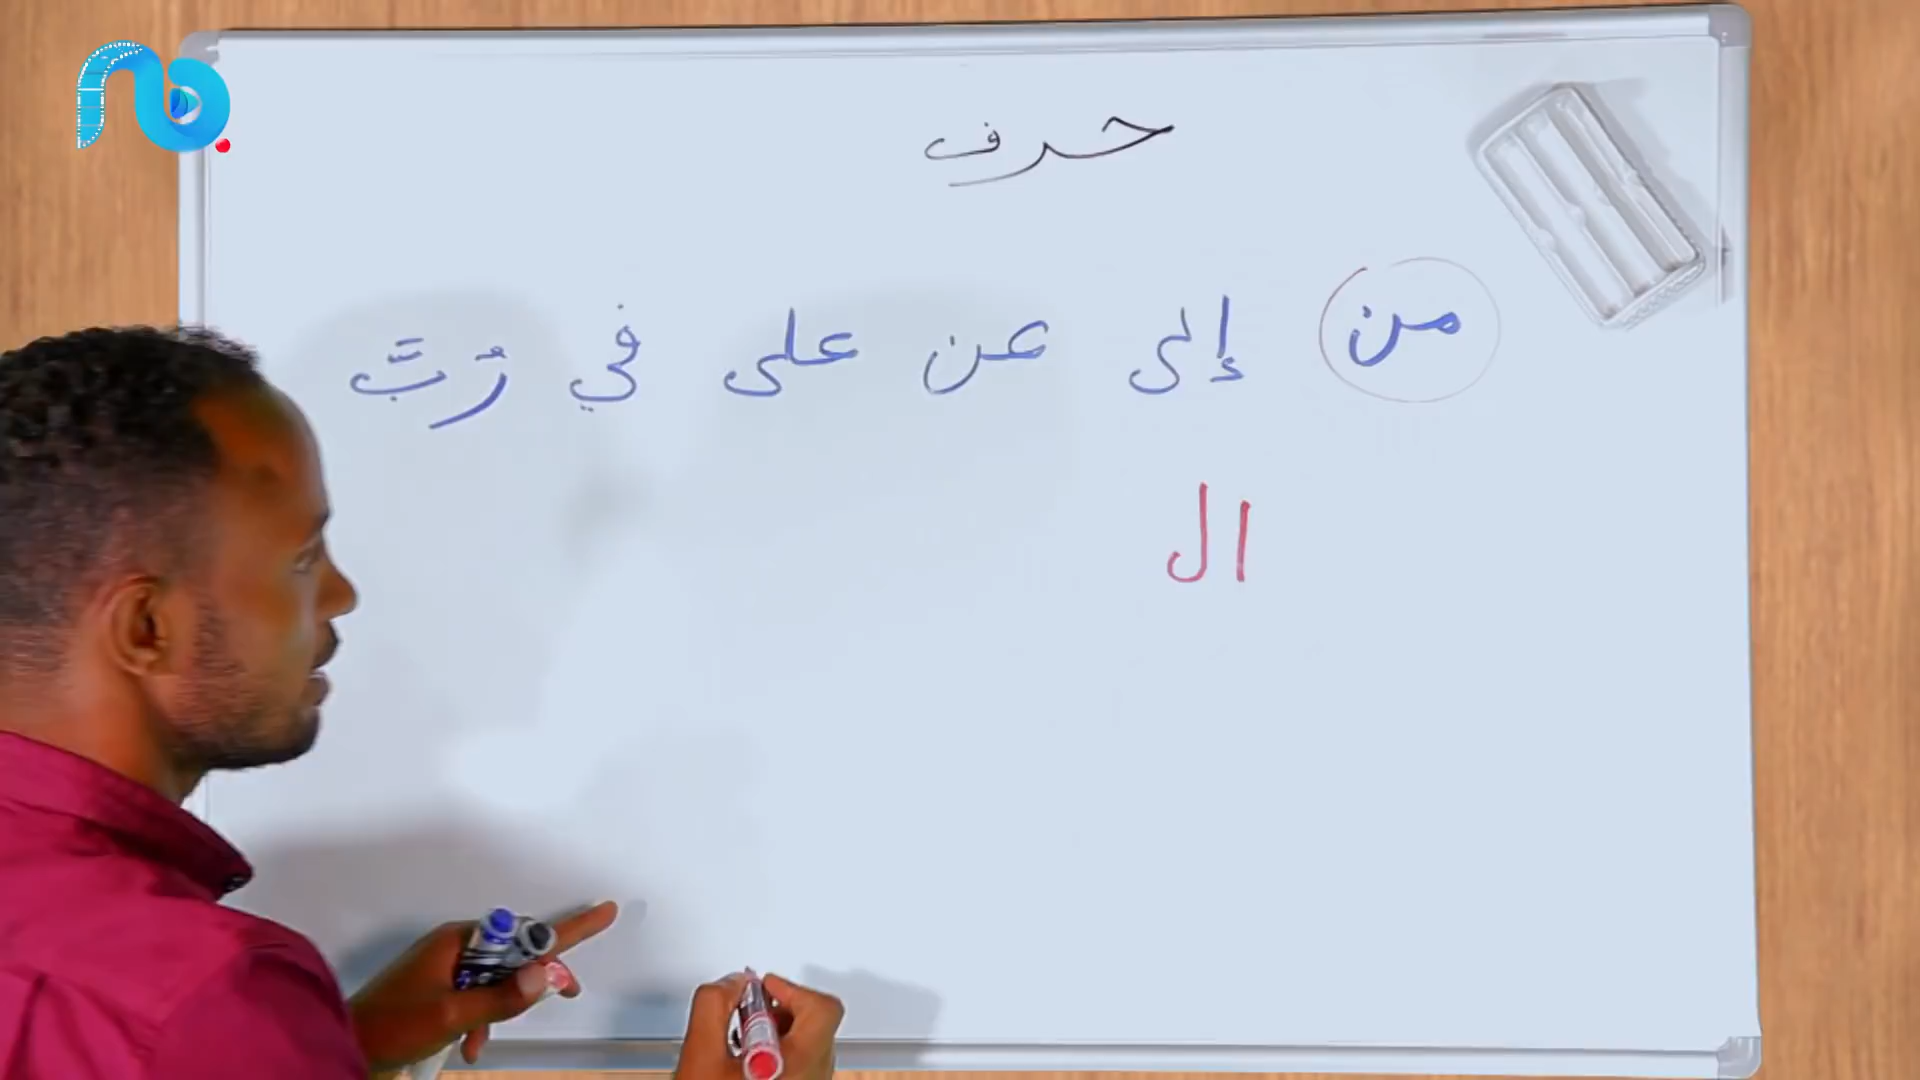 حرف
من إلى عن على في رُبَّ
ال